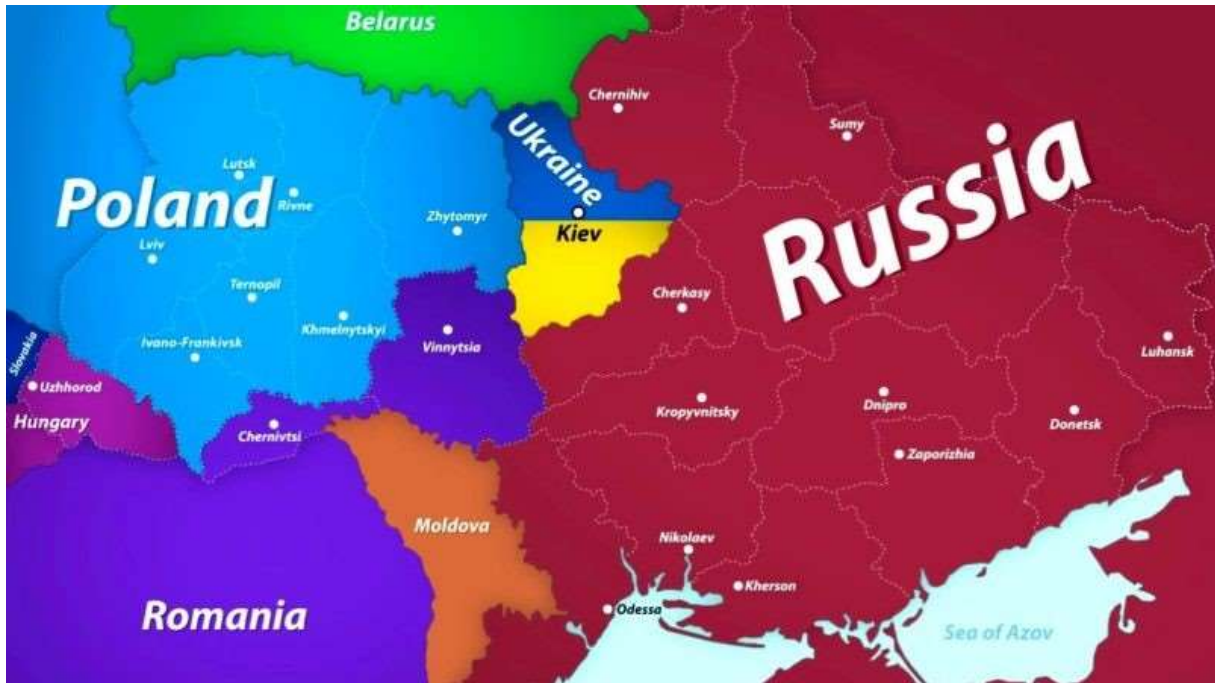 Belarus
Chernihiv
Sumy
Ukraine
Russia
Lutsk
Poland
Rivne
Zhytomyr
Kiev
Lviv
Ternopil
Cherkasy
Khmelnytskyi
Ivano-Frankivsk
Vinnytsia
Slovakia
Luhansk
Uzhhorod
Hungary
Kropyvnitsky
Dnipro
Chernivtsi
Donetsk
Zaporizhia
Moldova
Nikolaev
Kherson
Romania
Odessa
Sea of Azov